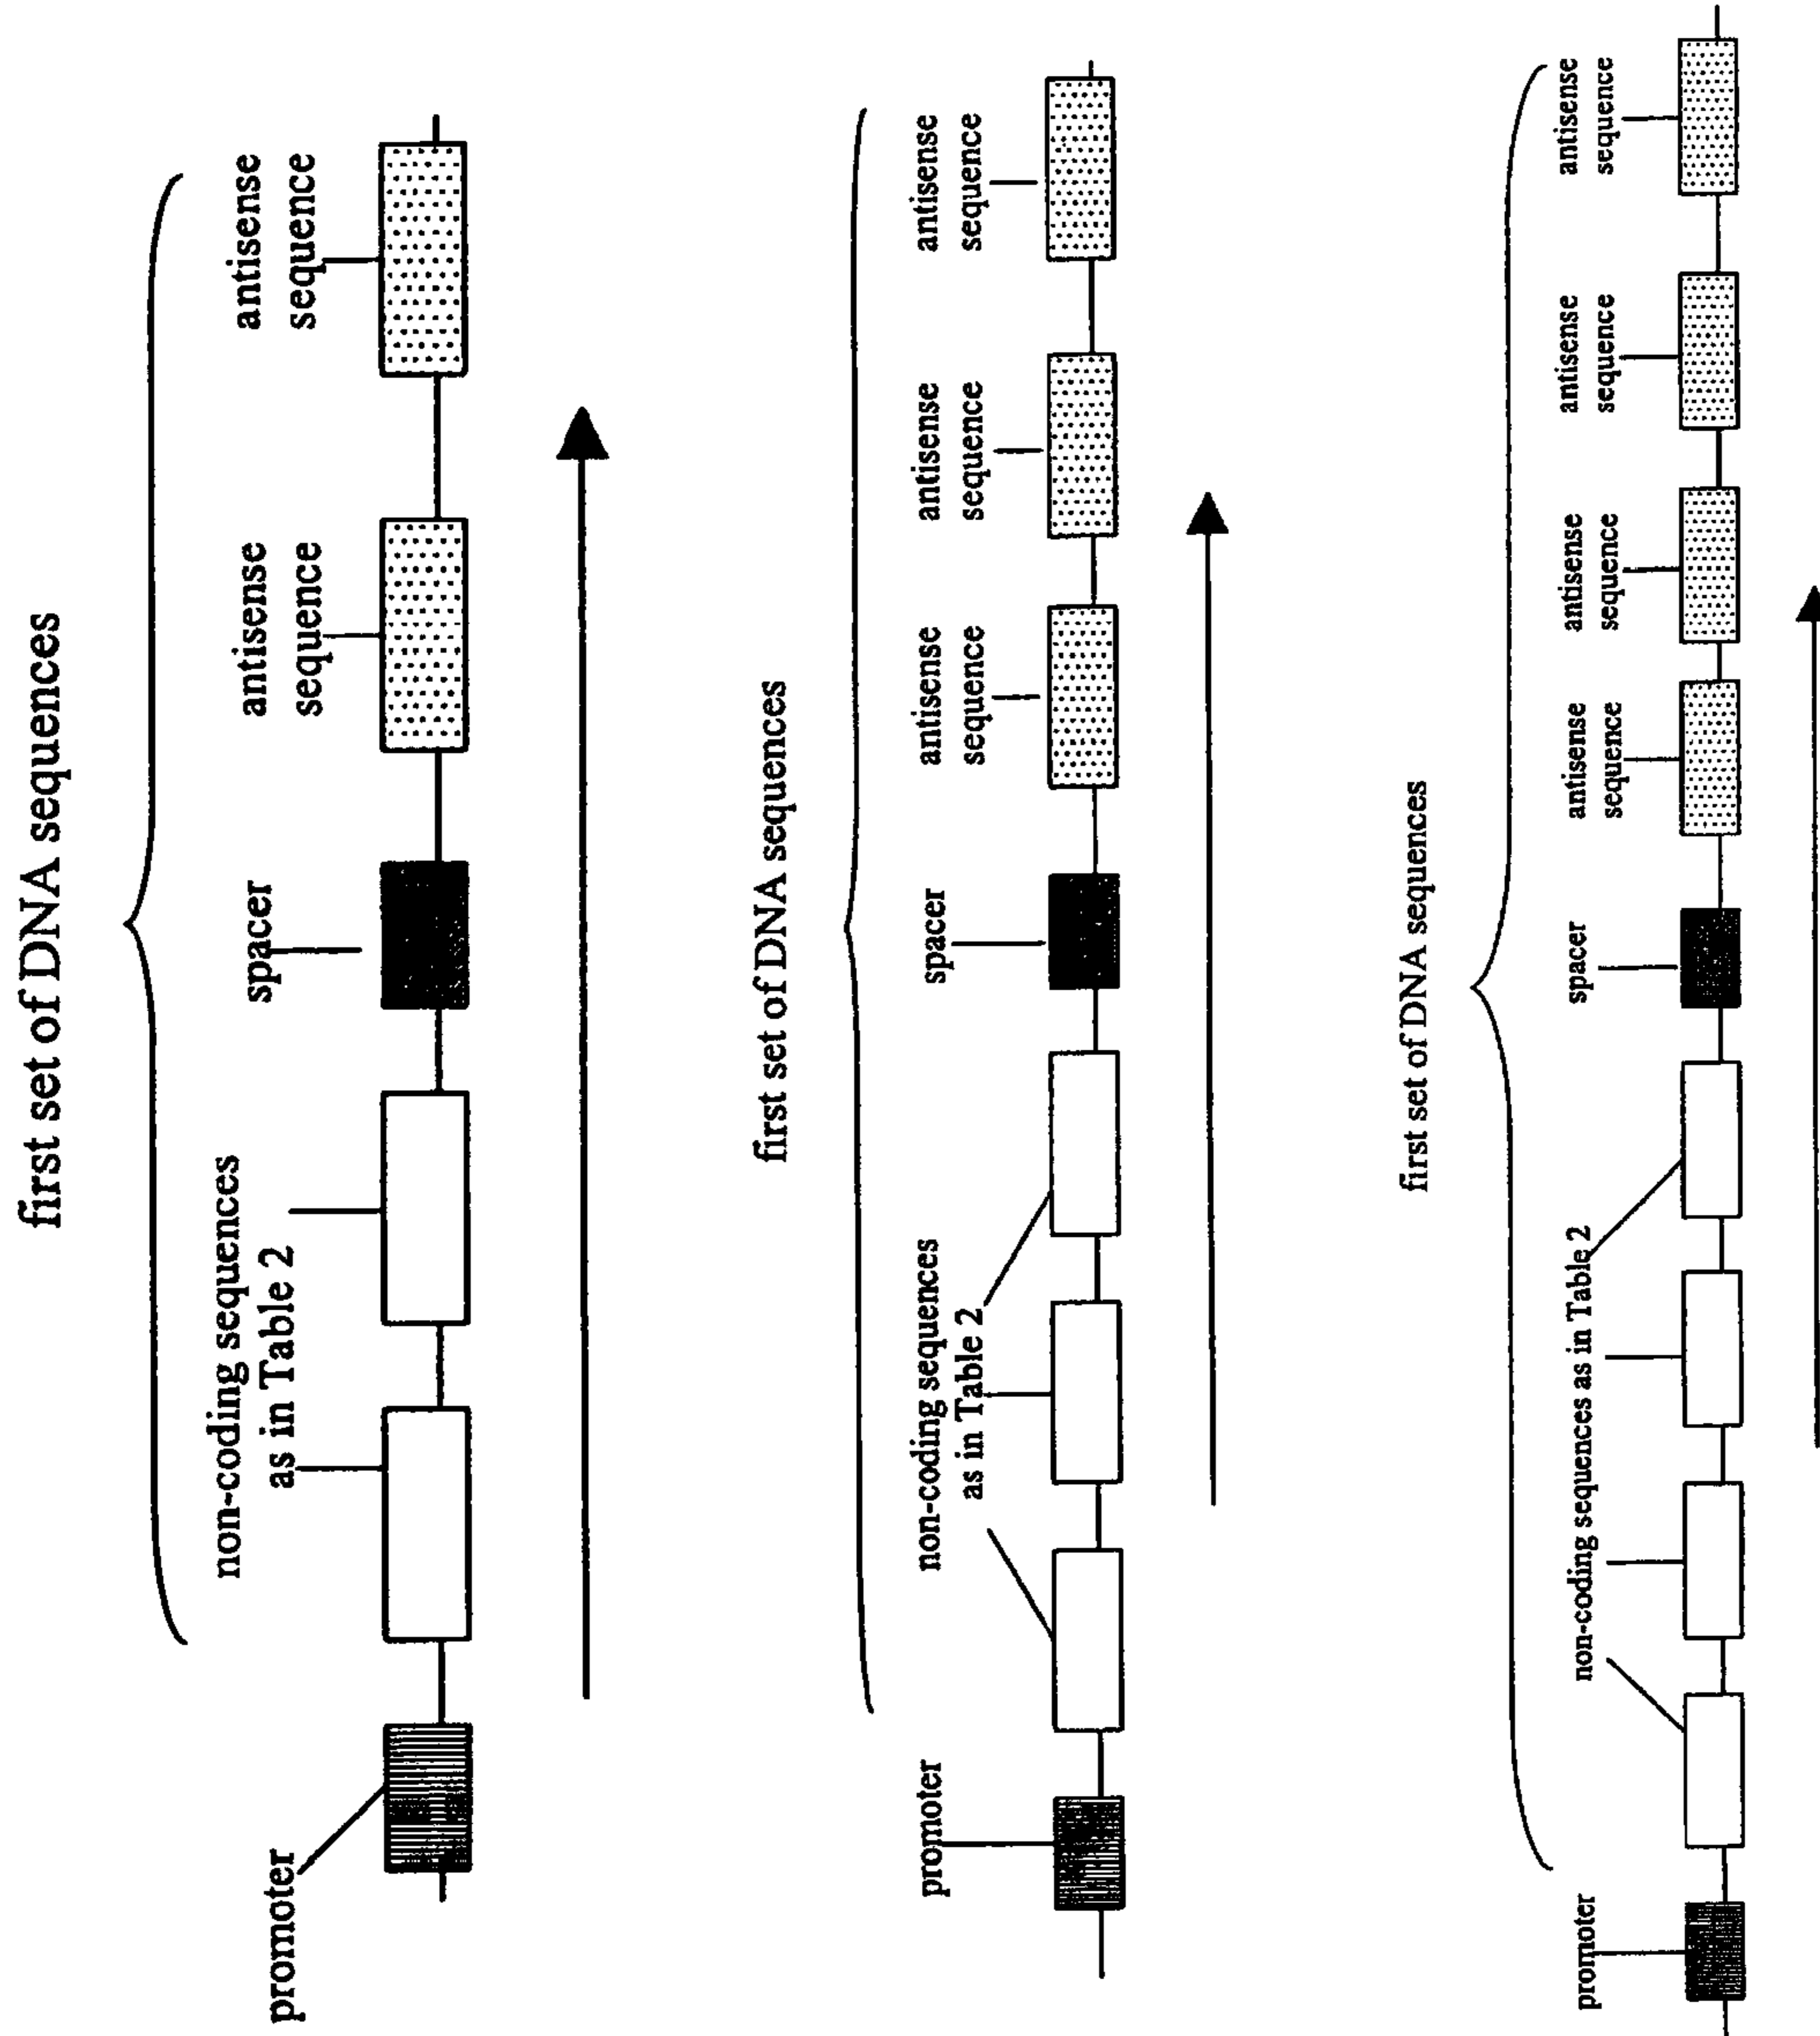 first set of DNA sequences
promoter
non-coding sequences
as in Table 2
spacer
antisense
sequence
antisense
sequence
first set of DNA sequences
promoter
non-coding sequences
as in Table 2
spacer
antisense
sequence
antisense
sequence
antisense
sequence
first set of DNA sequences
promoter
non-coding sequences as in Table 2
spacer
antisense
sequence
antisense
sequence
antisense
sequence
antisense
sequence